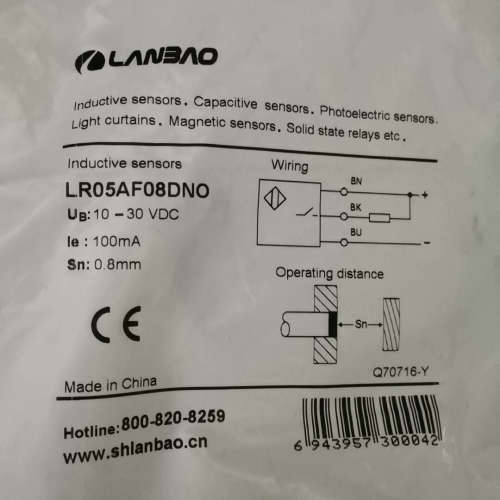 LANBAO
Inductive sensors. Capacitive sensors. Photoelectric sensors.
Light curtains. Magnetic sensors. Solid state relays etc.
Inductive sensors
LR05AF08DNO
UB: 10 – 30 VDC
Ie : 100mA
Sn: 0.8mm
Wiring
BN
+
BK
BU
−
Operating distance
Sn
Q70716-Y
CE
Made in China
Hotline: 800-820-8259
www.shlanbao.cn
6 943957 300042